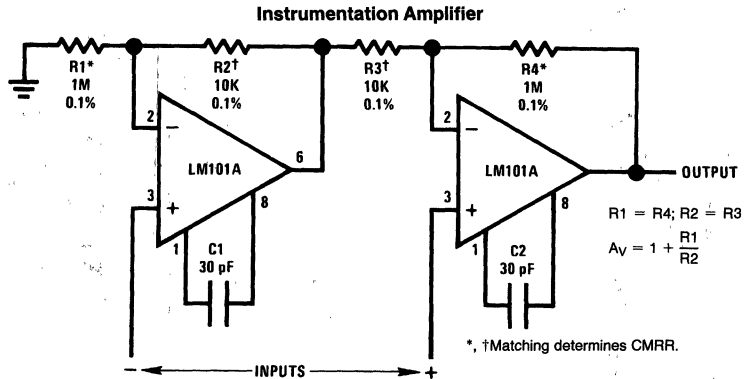 Instrumentation Amplifier
R1* R2† R3† R4*
1M 10K 10K 1M
0.1% 0.1% 0.1% 0.1%
2 − 2 −
6
LM101A LM101A OUTPUT
3 + 8 3 + 8
R1 = R4; R2 = R3
1 C1 1 C2
30 pF 30 pF
AV = 1 + R1
R2
*, †Matching determines CMRR.
− INPUTS +